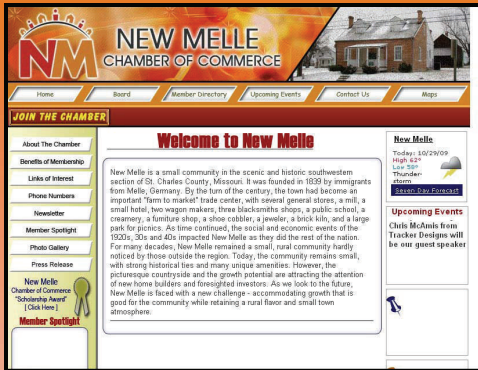 NM
NEW MELLE
CHAMBER OF COMMERCE
Home
Board
Member Directory
Upcoming Events
Contact Us
Maps
JOIN THE CHAMBER
About The Chamber
Benefits of Membership
Links of Interest
Phone Numbers
Newsletter
Member Spotlight
Photo Gallery
Press Release
New Melle
Chamber of Commerce
"Scholarship Award"
[ Click Here ]
Member Spotlight
Welcome to New Melle
New Melle is a small community in the scenic and historic southwestern
section of St. Charles County, Missouri. It was founded in 1839 by immigrants
from Melle, Germany. By the turn of the century, the town had become an
important "farm to market" trade center, with several general stores, a mill, a
small hotel, two wagon makers, three blacksmiths shops, a public school, a
creamery, a furniture shop, a shoe cobbler, a jeweler, a brick kiln, and a large
park for picnics. As time continued, the social and economic events of the
1920s, 30s and 40s impacted New Melle as they did the rest of the nation.
For many decades, New Melle remained a small, rural community hardly
noticed by those outside the region. Today, the community remains small,
with strong historical ties and many unique amenities. However, the
picturesque countryside and the growth potential are attracting the attention
of new home builders and foresighted investors. As we look to the future,
New Melle is faced with a new challenge - accommodating growth that is
good for the community while retaining a rural flavor and small town
atmosphere.
New Melle
Today: 10/29/09
High 62°
Low 58°
Thunder-
storm
Seven Day Forecast
Upcoming Events
Chris McAmis from
Tracker Designs will
be our guest speaker